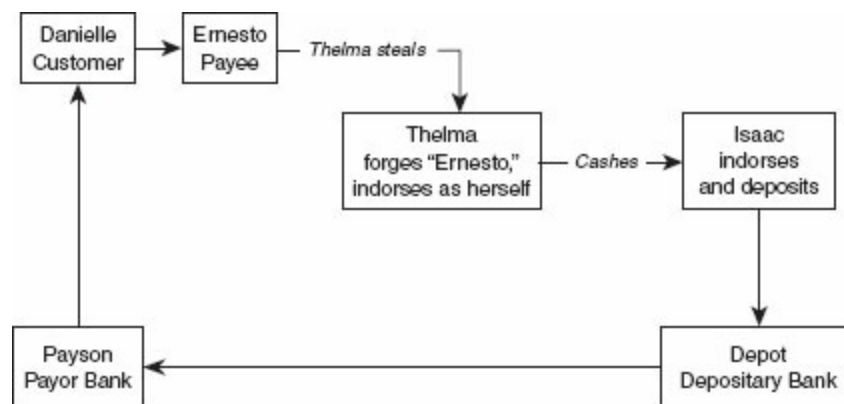 Danielle
Customer
Ernesto
Payee
Thelma steals
Thelma
forges “Ernesto,”
indorses as herself
Cashes
Isaac
indorses
and deposits
Payson
Payor Bank
Depot
Depositary Bank